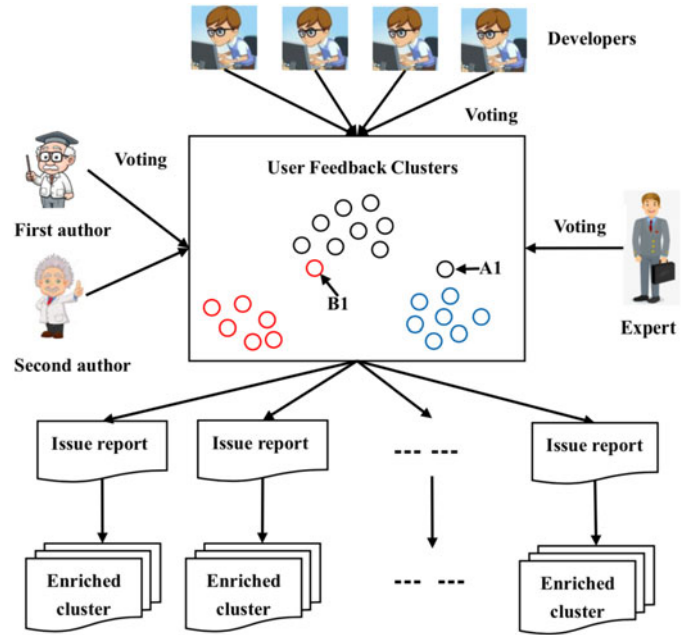 Developers
Voting
Voting
User Feedback Clusters
First author
Voting
A1
B1
Second author
Expert
Issue report
Issue report
--- ---
Issue report
Enriched
cluster
Enriched
cluster
--- ---
Enriched
cluster